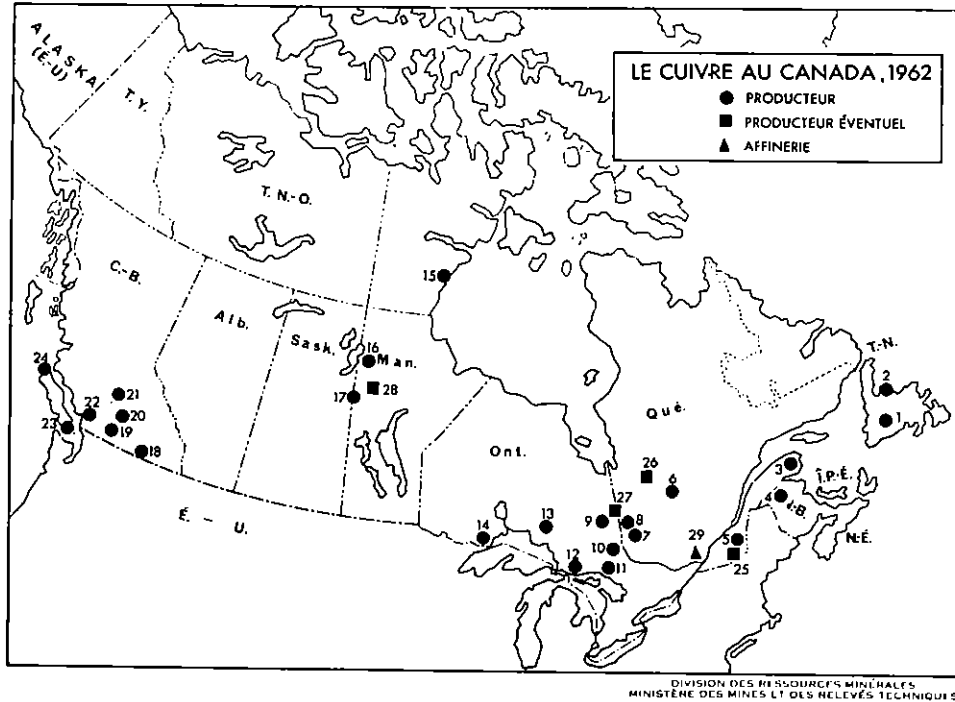 LE CUIVRE AU CANADA, 1962
PRODUCTEUR
PRODUCTEUR ÉVENTUEL
AFFINERIE
ALASKA
(É-U)
T. Y.
T. N.-O.
C.-B.
Alb.
Sask.
Man.
Ont.
Qué.
T.-N.
Î.P.-É.
N.-B.
N.-É.
É. - U.
15
16
17
28
24
23
22
21
20
19
18
14
13
12
9
10
11
27
8
7
26
6
29
5
25
3
4
2
1
DIVISION DES RESSOURCES MINÉRALES
MINISTÈRE DES MINES ET DES RELEVÉS TECHNIQUES